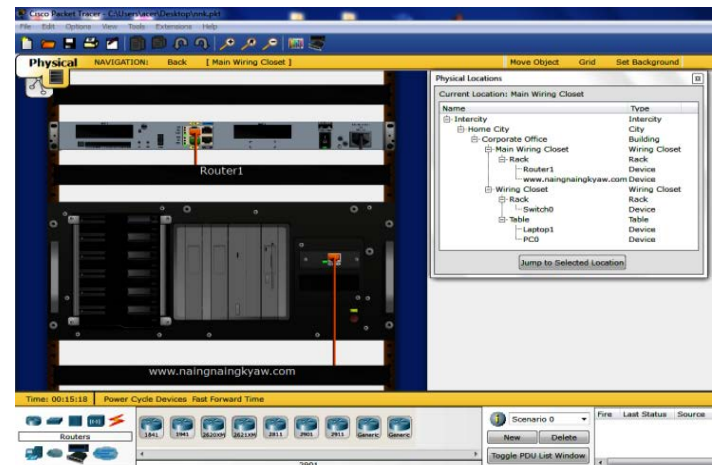 Cisco Packet Tracer - C:\Users\acer\Desktop\nnk.pkt
File Edit Options View Tools Extensions Help
Physical NAVIGATION: Back [ Main Wiring Closet ] Move Object Grid Set Background
Physical Locations
Current Location: Main Wiring Closet
Name Type
Intercity Intercity
Home City City
Corporate Office Building
Main Wiring Closet Wiring Closet
Rack Rack
Router1 Device
www.naingnaingkyaw.com Device
Wiring Closet Wiring Closet
Rack Rack
Switch0 Device
Table Table
Laptop1 Device
PC0 Device
Jump to Selected Location
Router1
www.naingnaingkyaw.com
Time: 00:15:18 Power Cycle Devices Fast Forward Time
Routers
1841 1941 2620XM 2621XM 2811 2901 2911 Generic Generic
2901
Scenario 0
New Delete
Toggle PDU List Window
Fire Last Status Source